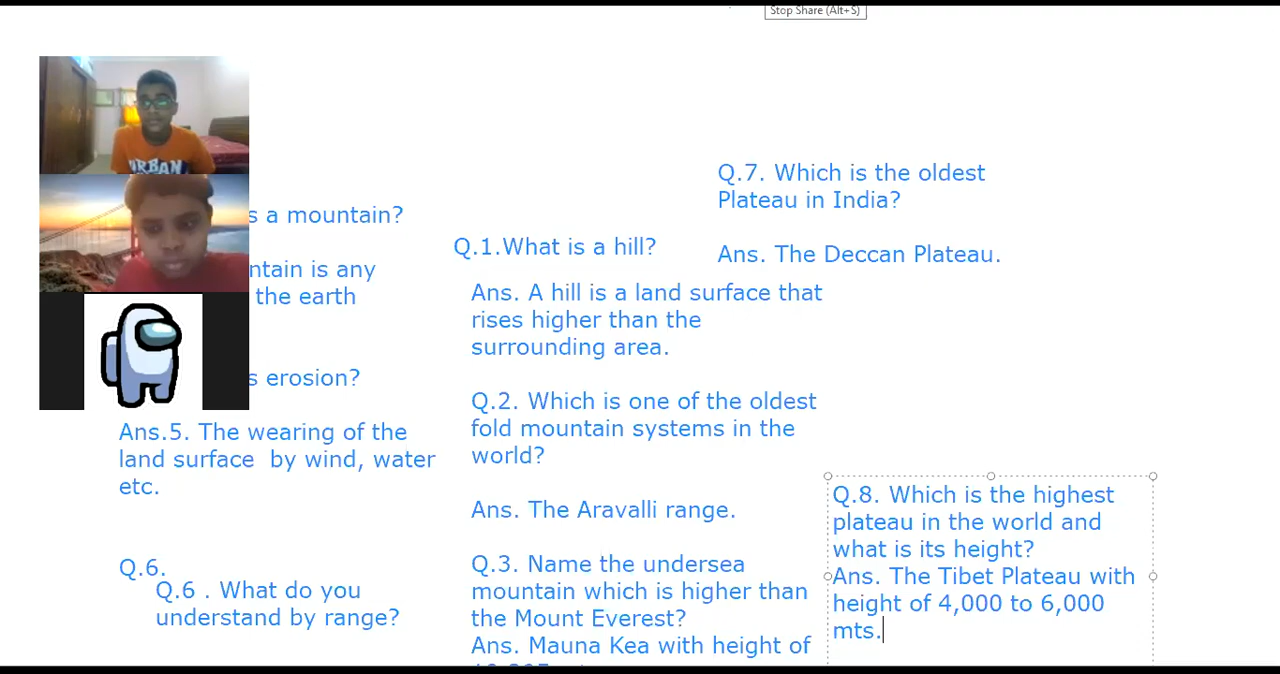 Stop Share (Alt+S)
URBAN
s a mountain?
ntain is any
the earth
s erosion?
Ans.5. The wearing of the
land surface  by wind, water
etc.
Q.6.
Q.6 . What do you
understand by range?
Q.1.What is a hill?
Ans. A hill is a land surface that
rises higher than the
surrounding area.
Q.2. Which is one of the oldest
fold mountain systems in the
world?
Ans. The Aravalli range.
Q.3. Name the undersea
mountain which is higher than
the Mount Everest?
Ans. Mauna Kea with height of
Q.7. Which is the oldest
Plateau in India?
Ans. The Deccan Plateau.
Q.8. Which is the highest
plateau in the world and
what is its height?
Ans. The Tibet Plateau with
height of 4,000 to 6,000
mts.